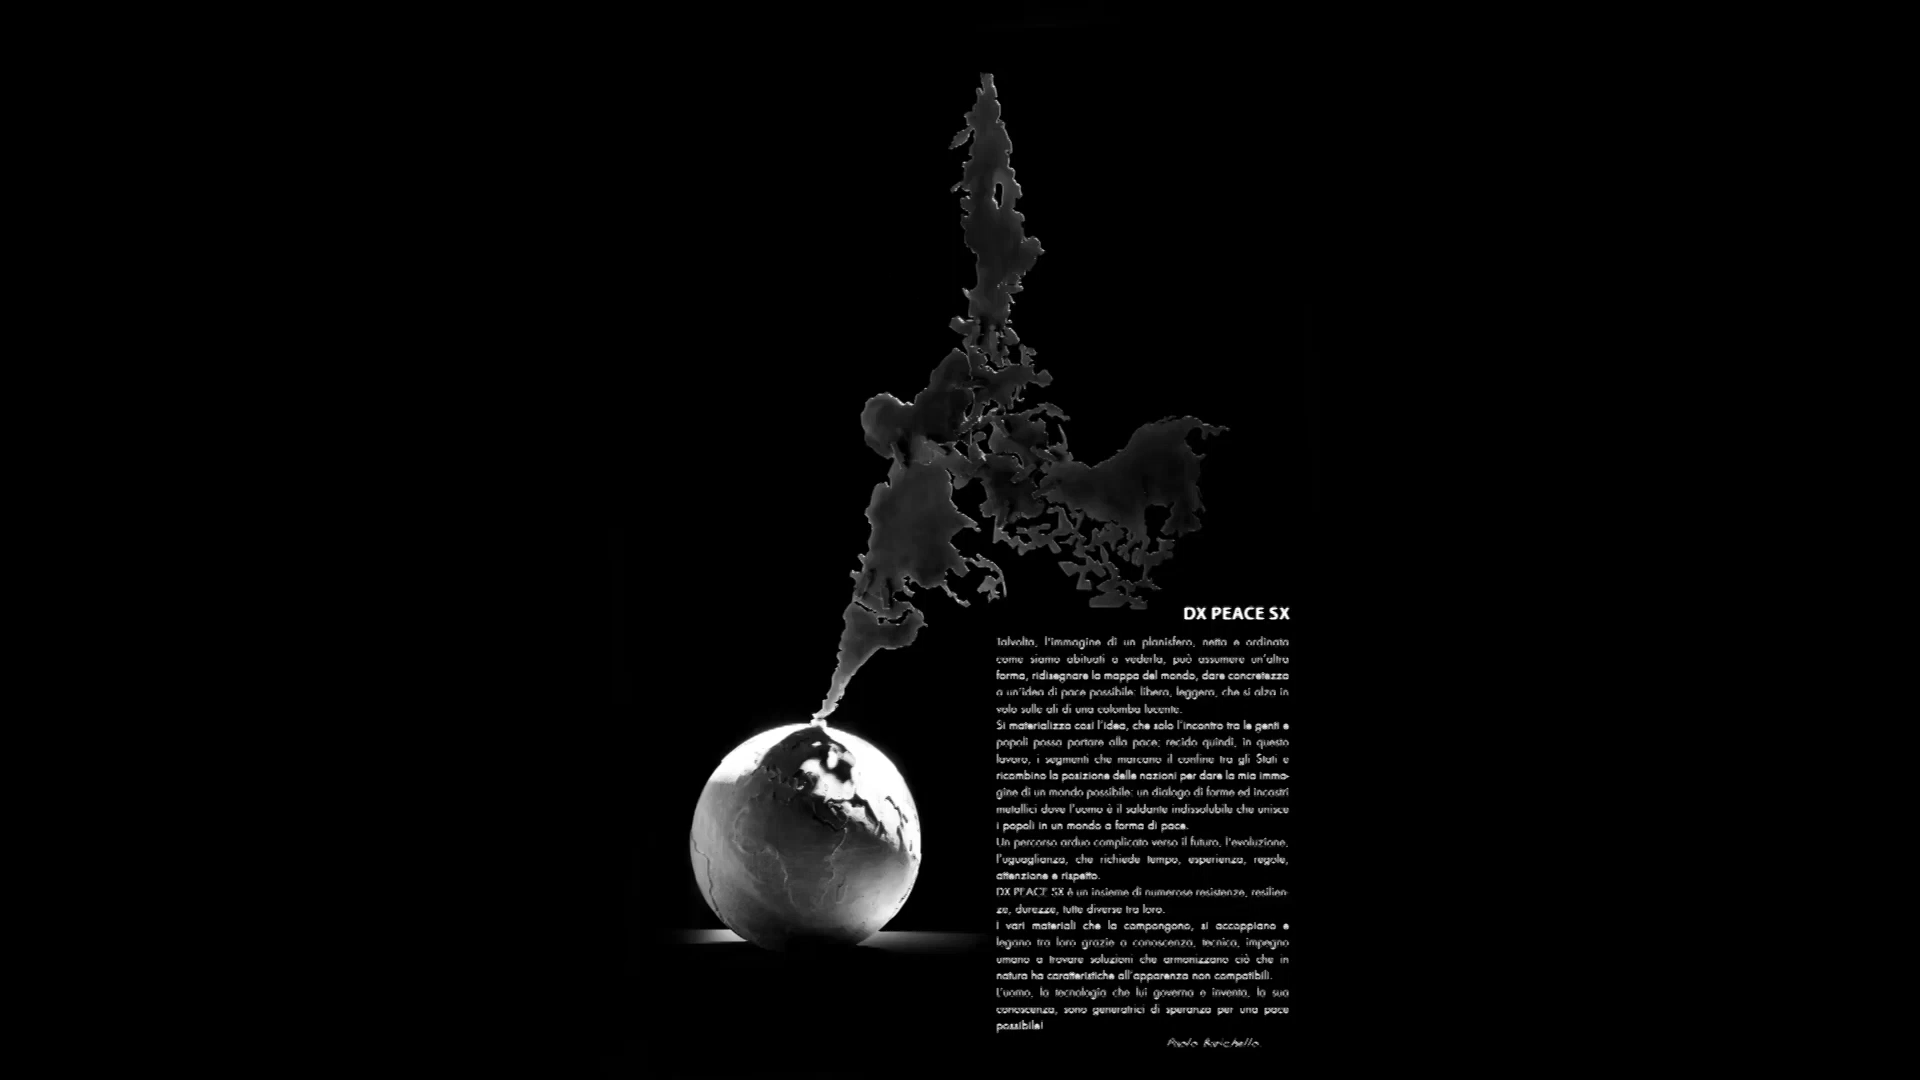 DX PEACE SX
Talvolta, l'immagine di un planisfero, netta e ordinata
come siamo abituati a vederla, può assumere un'altra
forma, ridisegnare la mappa del mondo, dare concretezza
a un'idea di pace possibile: libera, leggera, che si alza in
volo sulle ali di una colomba lucente.
Si materializza così l'idea, che solo l'incontro tra le genti e
popoli possa portare alla pace; recido quindi, in questo
lavoro, i segmenti che marcano il confine tra gli Stati e
ricombino la posizione delle nazioni per dare la mia imma-
gine di un mondo possibile: un dialogo di forme ed incastri
metallici dove l'uomo è il saldante indissolubile che unisce
i popoli in un mondo a forma di pace.
Un percorso arduo complicato verso il futuro, l'evoluzione,
l'uguaglianza, che richiede tempo, esperienza, regole,
attenzione e rispetto.
DX PEACE SX è un insieme di numerose resistenze, resilien-
ze, durezze, tutte diverse tra loro.
I vari materiali che la compongono, si accoppiano e
legano tra loro grazie a conoscenza, tecnica, impegno
umano a trovare soluzioni che armonizzano ciò che in
natura ha caratteristiche all'apparenza non compatibili.
L'uomo, la tecnologia che lui governa e inventa, la sua
conoscenza, sono generatrici di speranza per una pace
possibile!
Paolo Barichello